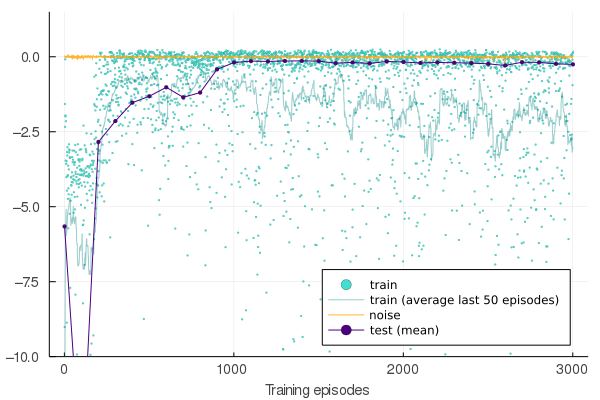 0.0
−2.5
−5.0
−7.5
−10.0
train
train (average last 50 episodes)
noise
test (mean)
0 1000 2000 3000
Training episodes